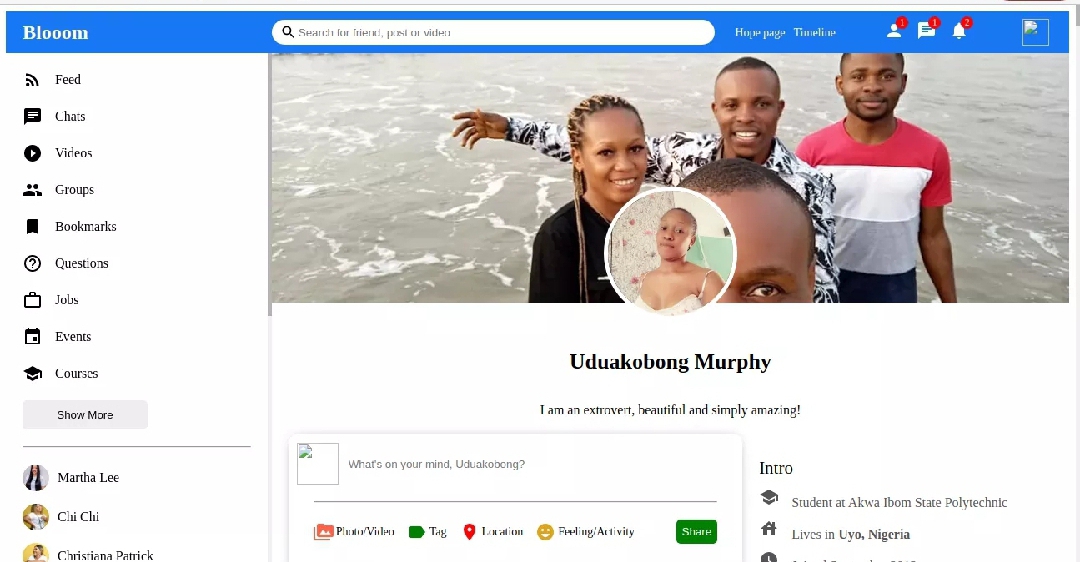 Blooom
Search for friend, post or video
Hope page Timeline
1
1
2
Feed
Chats
Videos
Groups
Bookmarks
Questions
Jobs
Events
Courses
Show More
Martha Lee
Chi Chi
Christiana Patrick
Uduakobong Murphy
I am an extrovert, beautiful and simply amazing!
What's on your mind, Uduakobong?
Photo/Video Tag Location Feeling/Activity Share
Intro
Student at Akwa Ibom State Polytechnic
Lives in Uyo, Nigeria